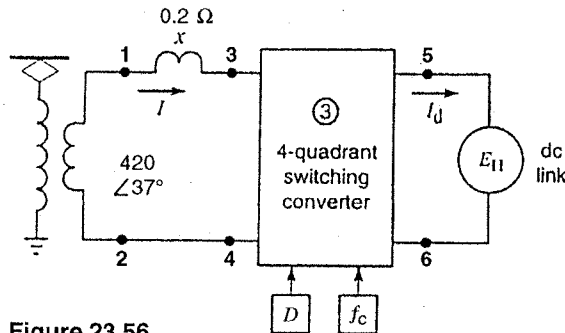 0.2 Ω
x
1
3
5
I
③
I_d
420
∠37°
4-quadrant
switching
converter
E_H
dc
link
2
4
6
D
f_c
Figure 23.56